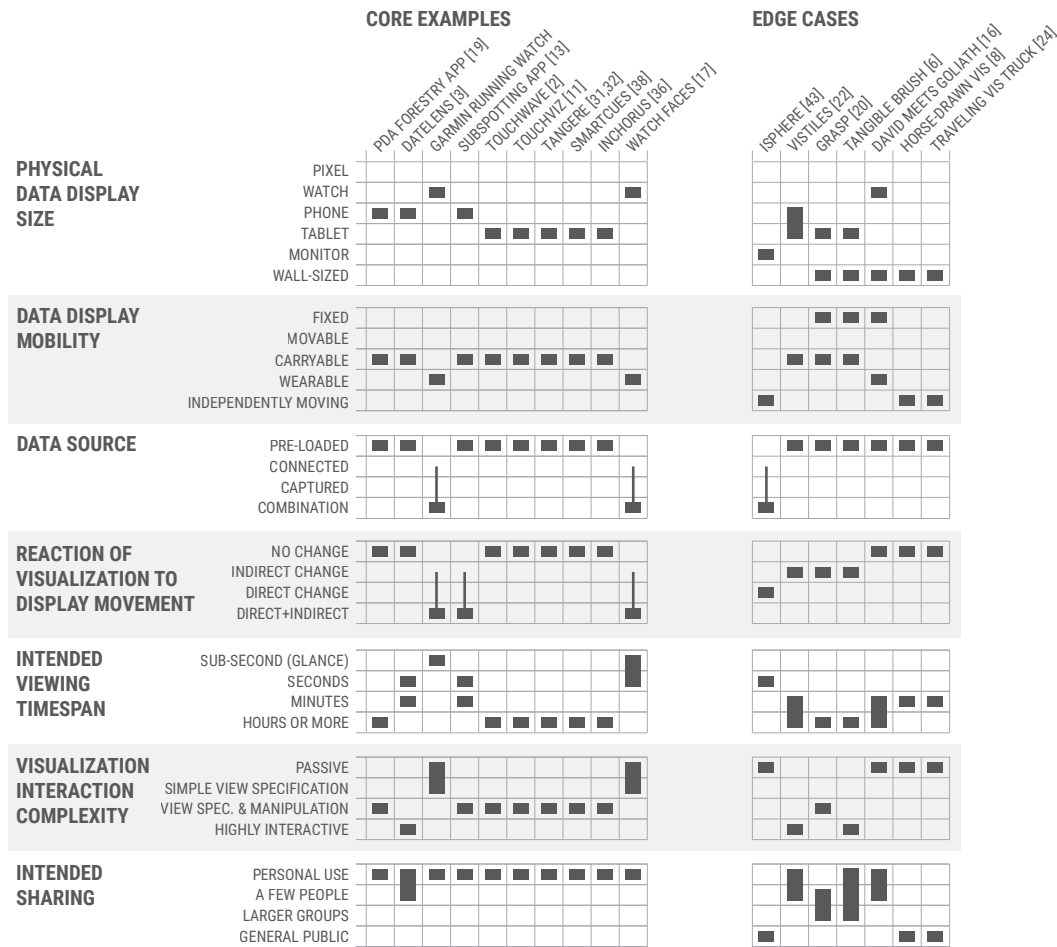 CORE EXAMPLES
EDGE CASES
PDA FORESTRY APP [19]
DATELENS [3]
GARMIN RUNNING WATCH
SUBSPOTTING APP [13]
TOUCHWAVE [2]
TOUCHVIZ [11]
TANGERE [31,32]
SMARTCUES [38]
INCHORUS [36]
WATCH FACES [17]
ISPHERE [43]
VISTILES [22]
GRASP [20]
TANGIBLE BRUSH [6]
DAVID MEETS GOLIATH [16]
HORSE-DRAWN VIS [8]
TRAVELING VIS TRUCK [24]
PHYSICAL
DATA DISPLAY
SIZE
PIXEL
WATCH
PHONE
TABLET
MONITOR
WALL-SIZED
DATA DISPLAY
MOBILITY
FIXED
MOVABLE
CARRYABLE
WEARABLE
INDEPENDENTLY MOVING
DATA SOURCE
PRE-LOADED
CONNECTED
CAPTURED
COMBINATION
REACTION OF
VISUALIZATION TO
DISPLAY MOVEMENT
NO CHANGE
INDIRECT CHANGE
DIRECT CHANGE
DIRECT+INDIRECT
INTENDED
VIEWING
TIMESPAN
SUB-SECOND (GLANCE)
SECONDS
MINUTES
HOURS OR MORE
VISUALIZATION
INTERACTION
COMPLEXITY
PASSIVE
SIMPLE VIEW SPECIFICATION
VIEW SPEC. & MANIPULATION
HIGHLY INTERACTIVE
INTENDED
SHARING
PERSONAL USE
A FEW PEOPLE
LARGER GROUPS
GENERAL PUBLIC